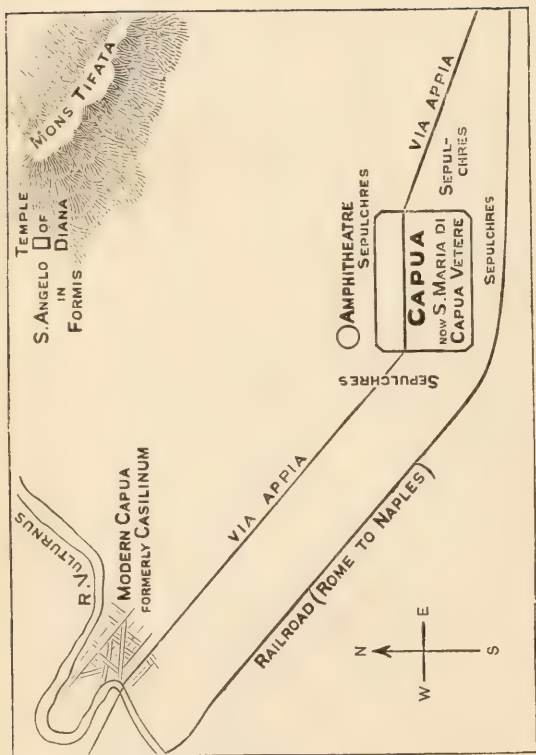 MONS TIFATA
TEMPLE
S. ANGELO OF
IN DIANA
FORMIS
R. VULTURNUS
MODERN CAPUA
FORMERLY CASILINUM
VIA APPIA
AMPHITHEATRE
SEPULCHRES
VIA APPIA
SEPUL-
CHRES
SEPULCHRES
CAPUA
NOW S. MARIA DI
CAPUA VETERE
SEPULCHRES
RAILROAD (ROME TO NAPLES)
N
W E
S